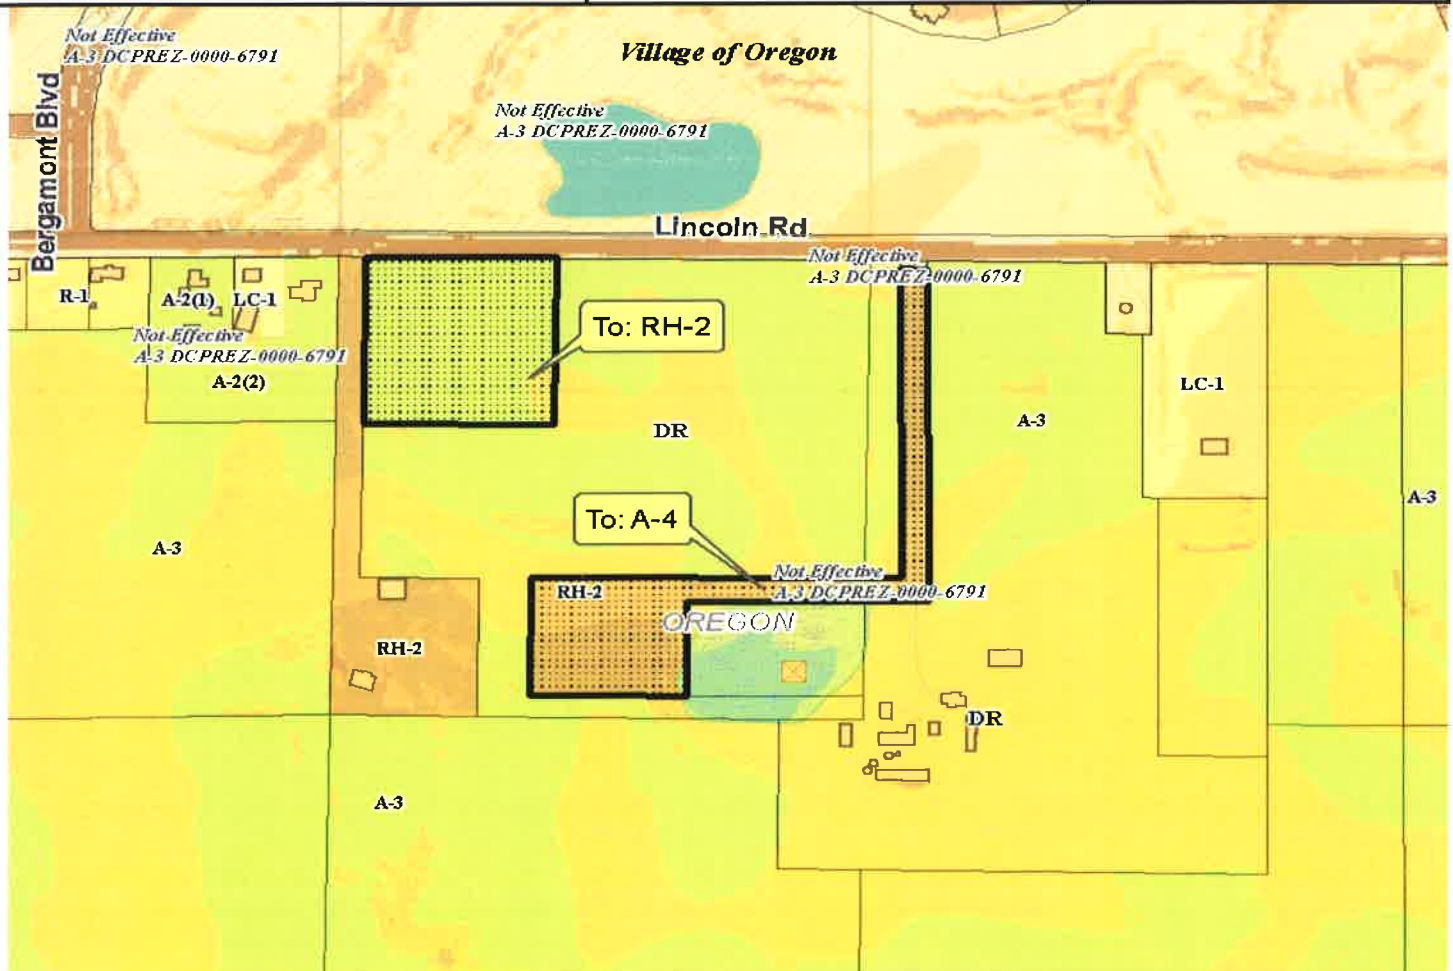 Not Effective
A-3 DCPREZ-0000-6791
Village of Oregon
Not Effective
A-3 DCPREZ-0000-6791
Bergamont Blvd
Lincoln Rd
Not Effective
A-3 DCPREZ-0000-6791
R-1
A-2(1)
LC-1
Not Effective
A-3 DCPREZ-0000-6791
A-2(2)
To: RH-2
LC-1
A-3
DR
A-3
To: A-4
A-3
Not Effective
A-3 DCPREZ-0000-6791
RH-2
OREGON
RH-2
DR
A-3